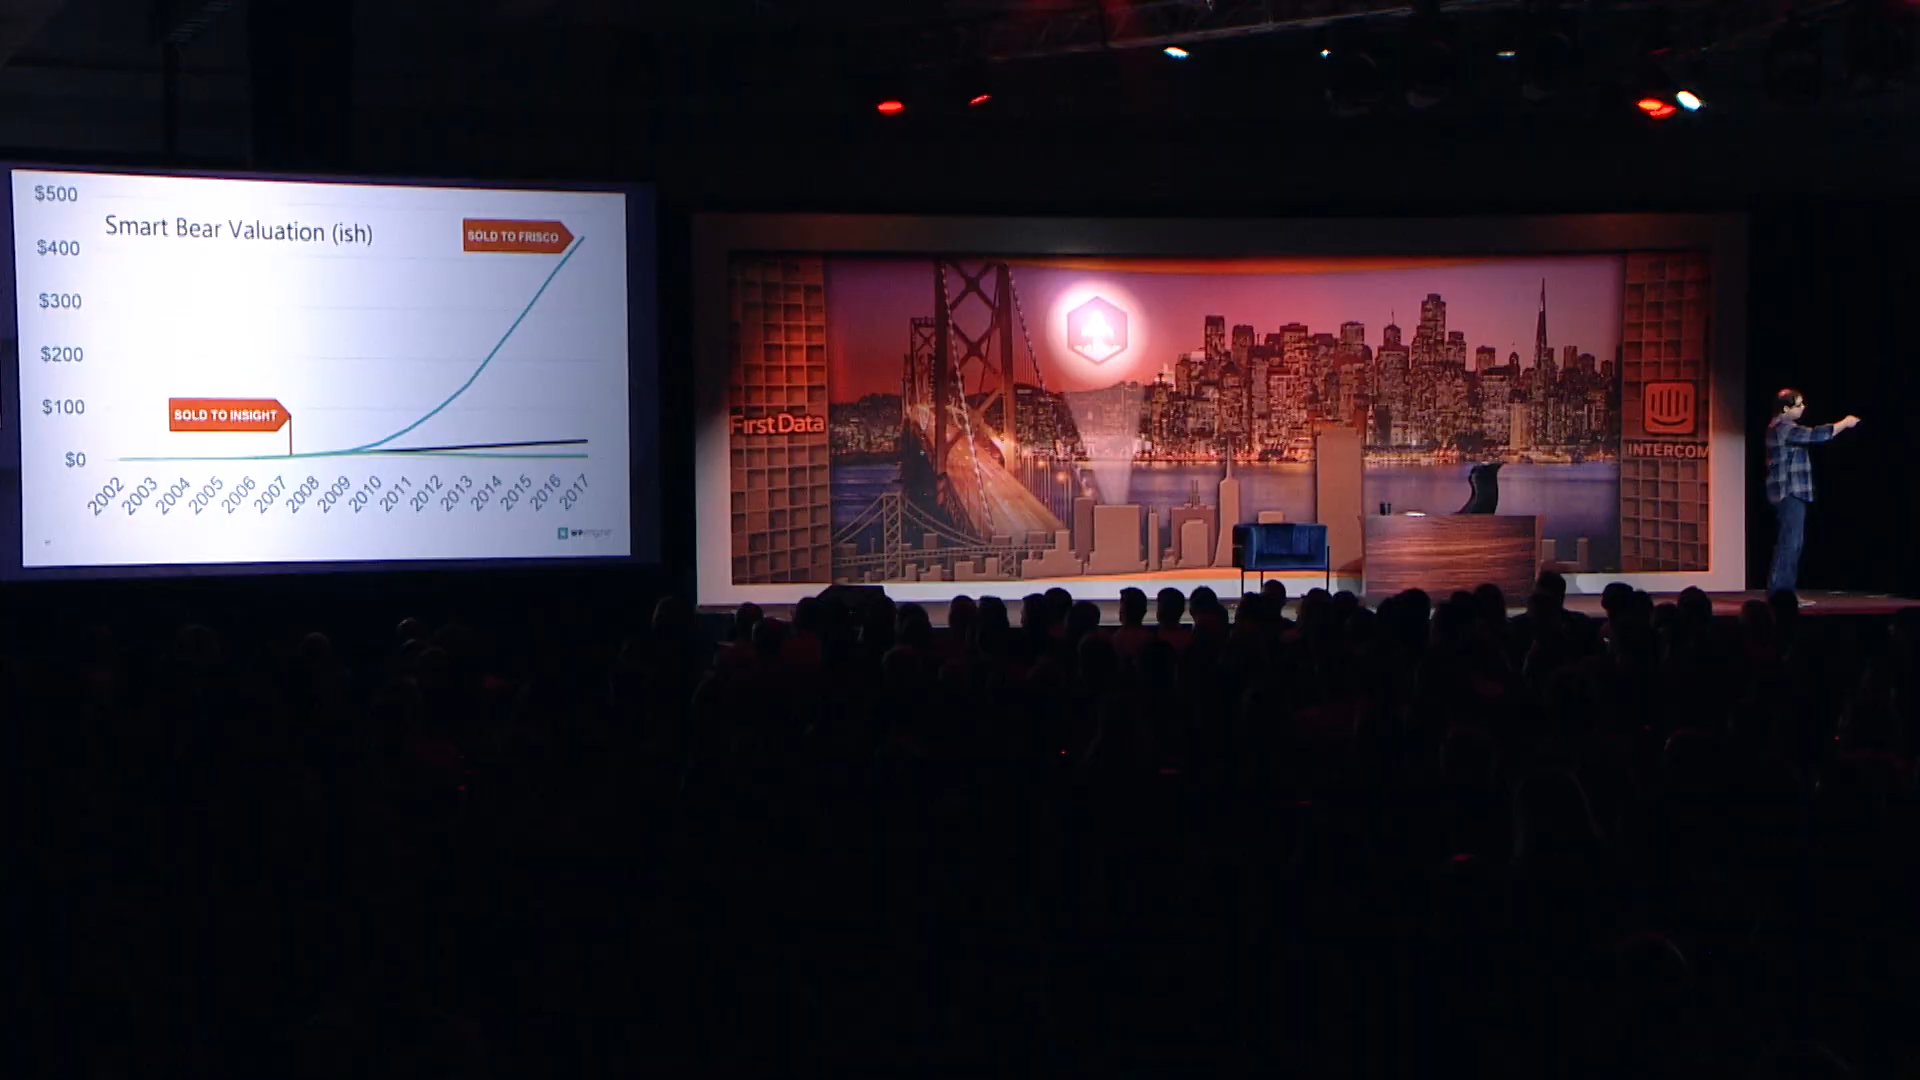 $500
Smart Bear Valuation (ish)
SOLD TO FRISCO
$400
$300
$200
$100
SOLD TO INSIGHT
$0
2002 2003 2004 2005 2006 2007 2008 2009 2010 2011 2012 2013 2014 2015 2016 2017
WPengine
First Data
INTERCOM